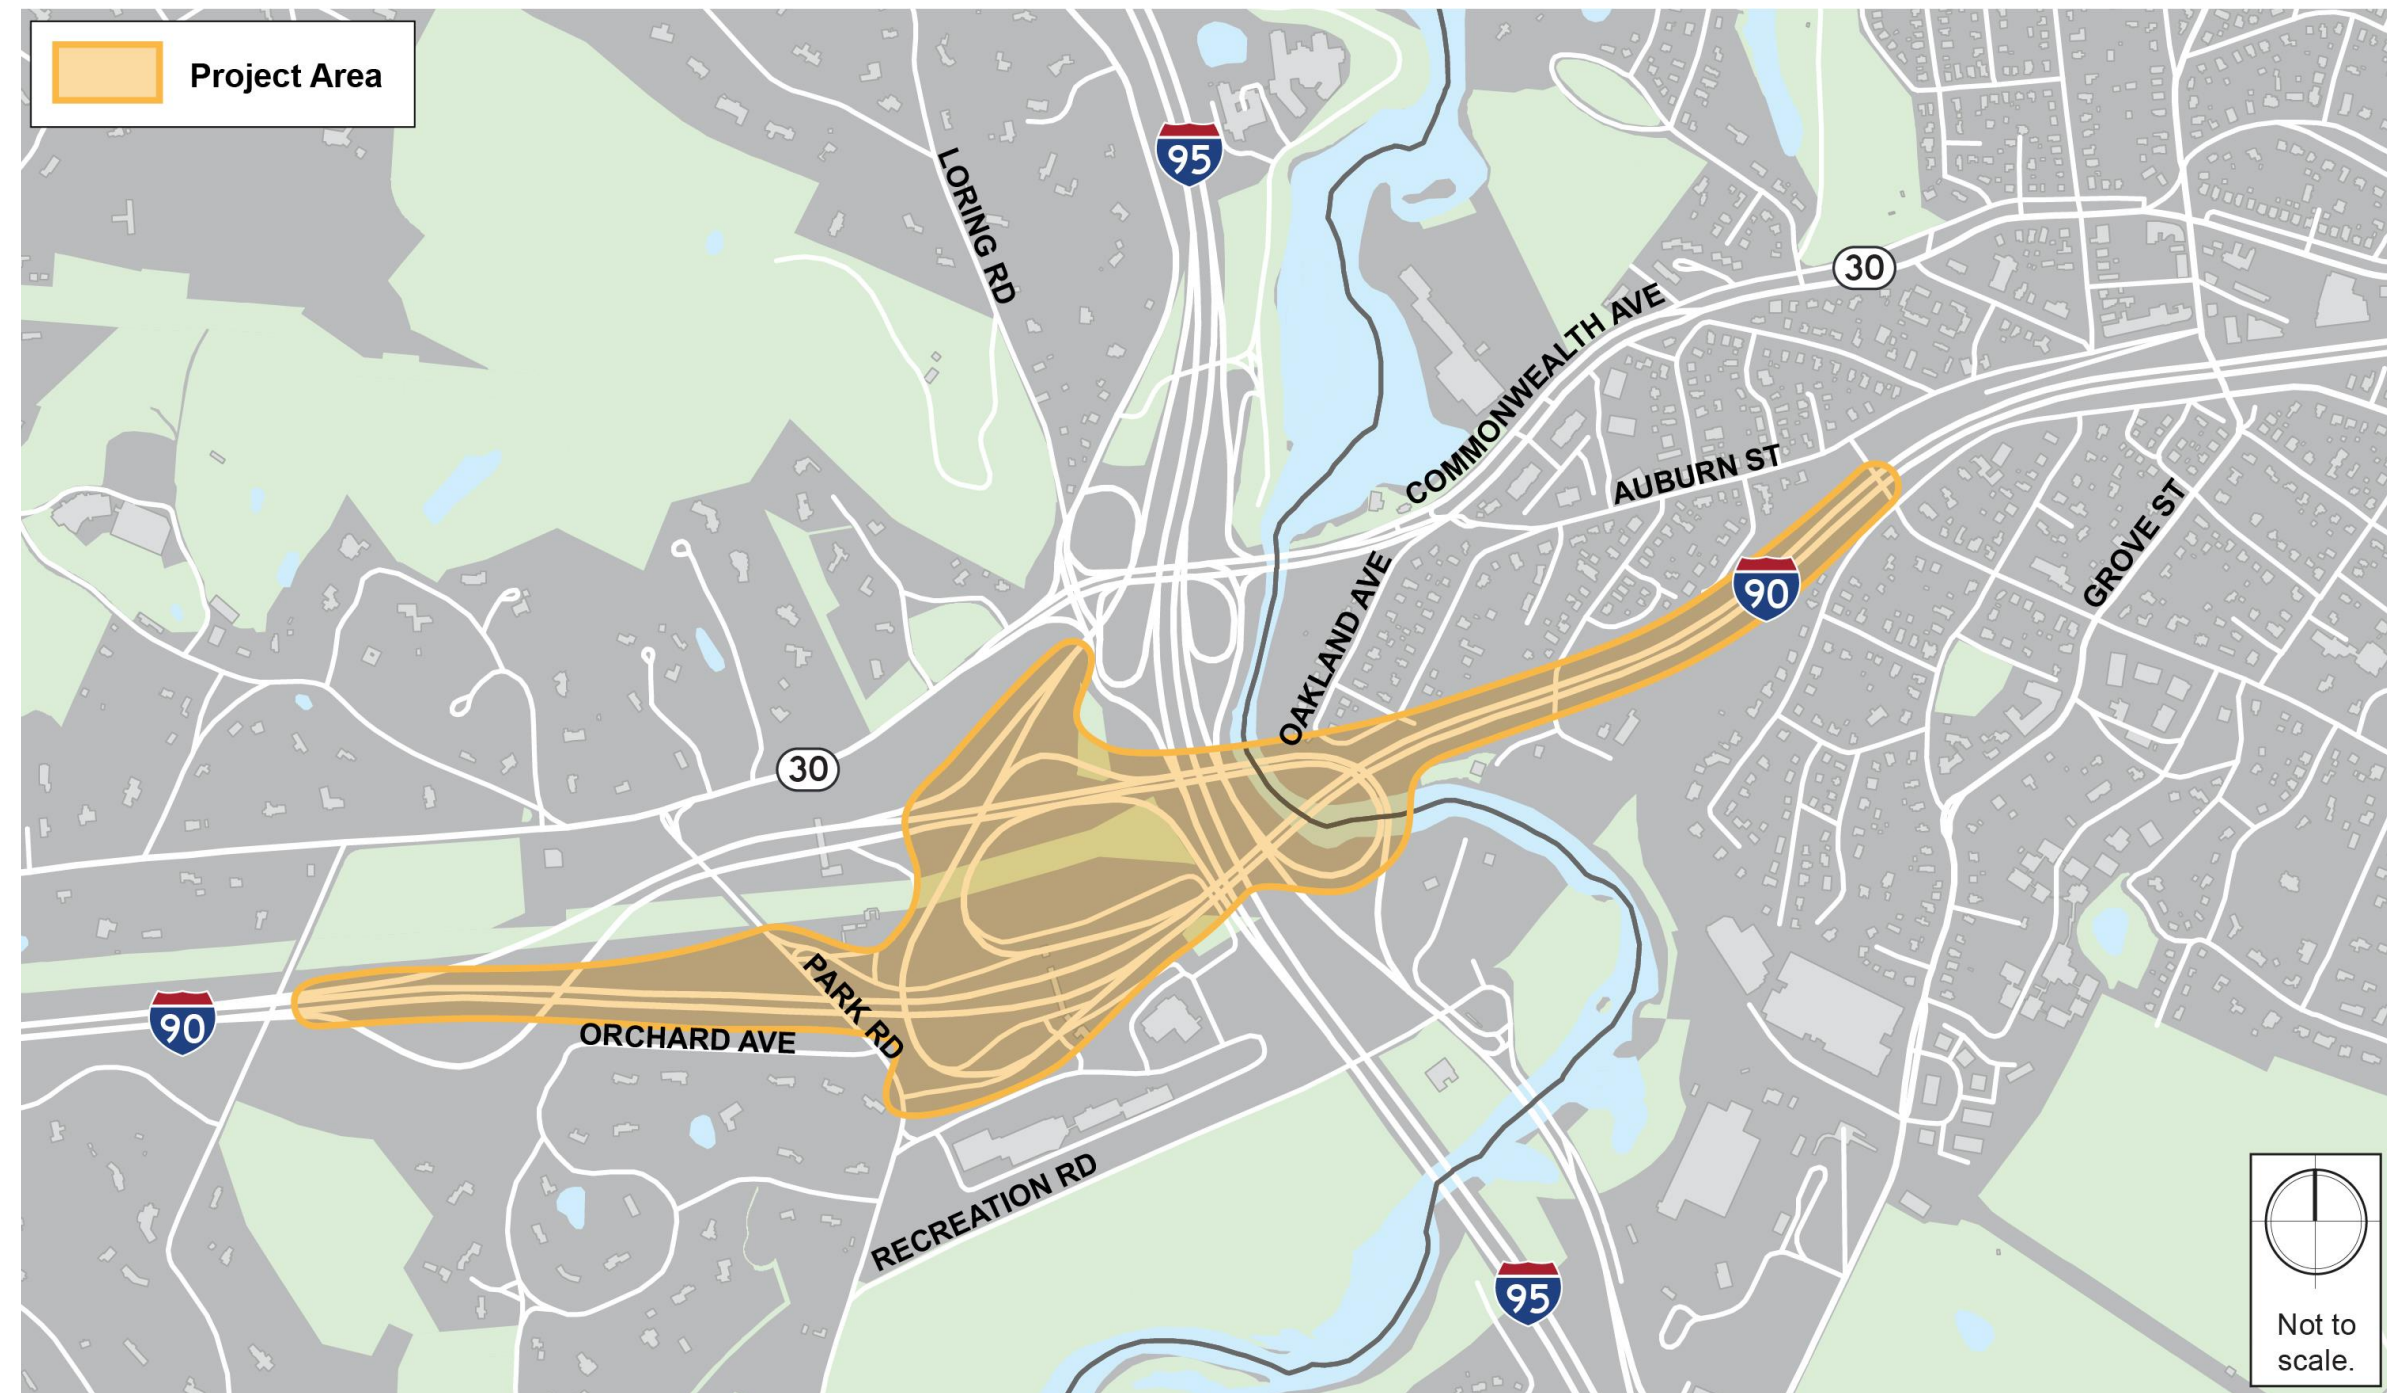 Project Area
95
LORING RD
30
COMMONWEALTH AVE
AUBURN ST
GROVE ST
90
OAKLAND AVE
30
PARK RD
90
ORCHARD AVE
RECREATION RD
95
Not to
scale.